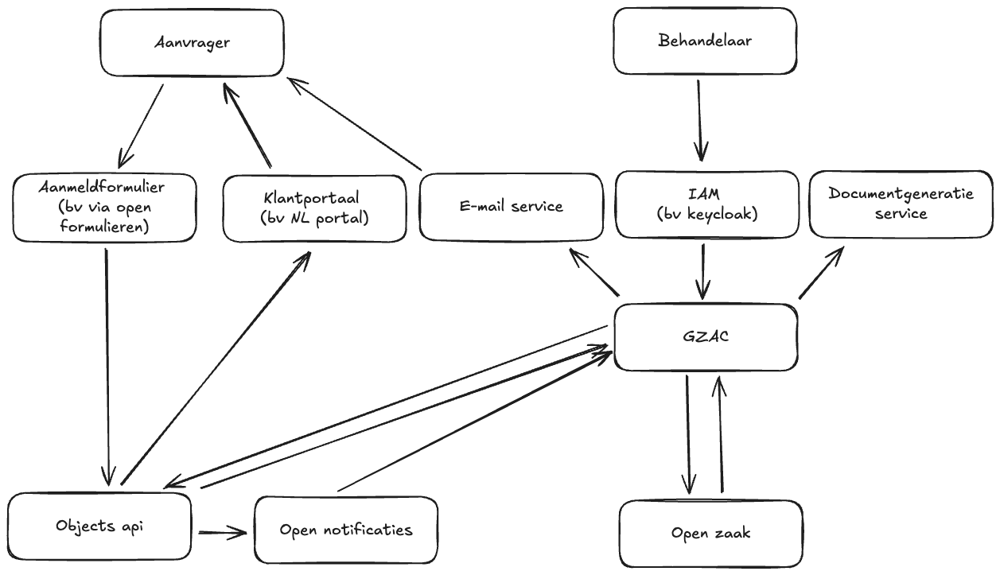 Aanvrager
Behandelaar
Aanmeldformulier
(bv via open
formulieren)
Klantportaal
(bv NL portal)
E-mail service
IAM
(bv keycloak)
Documentgeneratie
service
GZAC
Objects api
Open notificaties
Open zaak